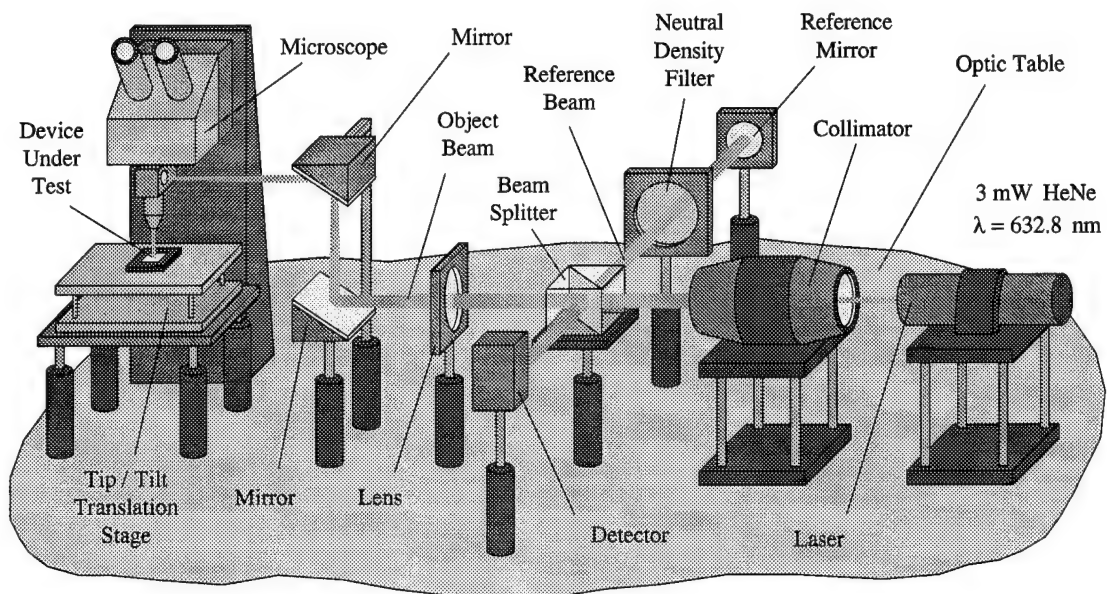 Microscope
Mirror
Neutral
Density
Filter
Reference
Mirror
Reference
Beam
Optic Table
Device
Under
Test
Object
Beam
Collimator
Beam
Splitter
3 mW HeNe
λ = 632.8 nm
Tip / Tilt
Translation
Stage
Mirror
Lens
Detector
Laser